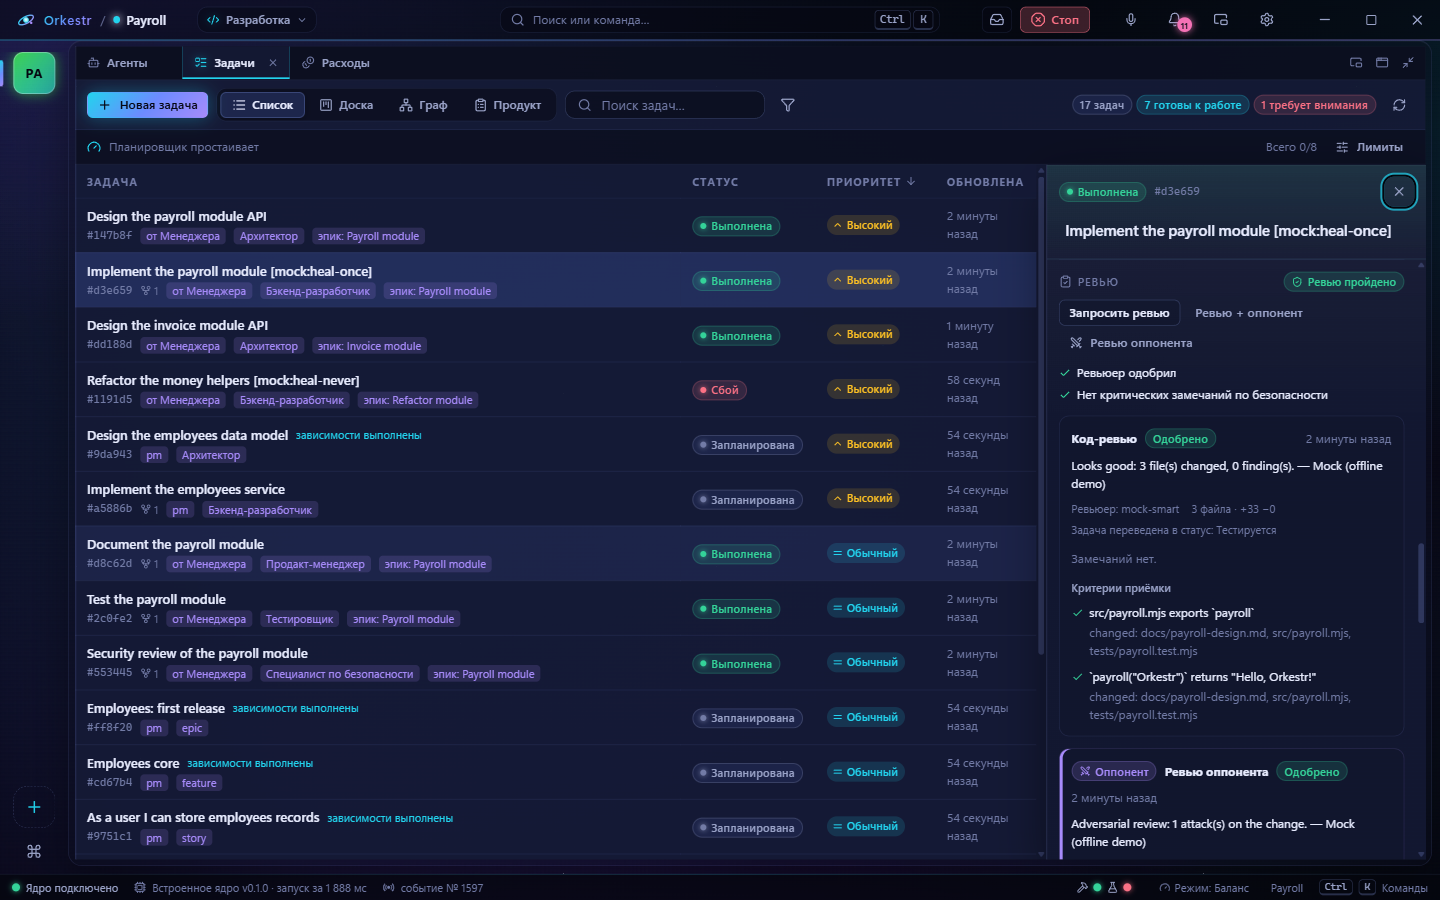 Orkestr / Payroll
Разработка
Поиск или команда...
Ctrl K
Стоп
11
PA
Агенты
Задачи
Расходы
Новая задача
Список
Доска
Граф
Продукт
Поиск задач...
17 задач
7 готовы к работе
1 требует внимания
Планировщик простаивает
Всего 0/8
Лимиты
ЗАДАЧА
СТАТУС
ПРИОРИТЕТ
ОБНОВЛЕНА
Design the payroll module API
#147b8f от Менеджера Архитектор эпик: Payroll module
Выполнена
Высокий
2 минуты назад
Implement the payroll module [mock:heal-once]
#d3e659 1 от Менеджера Бэкенд-разработчик эпик: Payroll module
Выполнена
Высокий
2 минуты назад
Design the invoice module API
#dd188d от Менеджера Архитектор эпик: Invoice module
Выполнена
Высокий
1 минуту назад
Refactor the money helpers [mock:heal-never]
#1191d5 от Менеджера Бэкенд-разработчик эпик: Refactor module
Сбой
Высокий
58 секунд назад
Design the employees data model зависимости выполнены
#9da943 pm Архитектор
Запланирована
Высокий
54 секунды назад
Implement the employees service
#a5886b 1 pm Бэкенд-разработчик
Запланирована
Высокий
54 секунды назад
Document the payroll module
#d8c62d 1 от Менеджера Продакт-менеджер эпик: Payroll module
Выполнена
Обычный
2 минуты назад
Test the payroll module
#2c0fe2 1 от Менеджера Тестировщик эпик: Payroll module
Выполнена
Обычный
2 минуты назад
Security review of the payroll module
#553445 1 от Менеджера Специалист по безопасности эпик: Payroll module
Выполнена
Обычный
2 минуты назад
Employees: first release зависимости выполнены
#ff8f20 pm epic
Запланирована
Обычный
54 секунды назад
Employees core зависимости выполнены
#cd67b4 pm feature
Запланирована
Обычный
54 секунды назад
As a user I can store employees records зависимости выполнены
#9751c1 pm story
Запланирована
Обычный
54 секунды назад
Выполнена #d3e659
Implement the payroll module [mock:heal-once]
РЕВЬЮ
Ревью пройдено
Запросить ревью
Ревью + оппонент
Ревью оппонента
Ревьюер одобрил
Нет критических замечаний по безопасности
Код-ревью Одобрено 2 минуты назад
Looks good: 3 file(s) changed, 0 finding(s). — Mock (offline
demo)
Ревьюер: mock-smart 3 файла · +33 −0
Задача переведена в статус: Тестируется
Замечаний нет.
Критерии приёмки
src/payroll.mjs exports `payroll`
changed: docs/payroll-design.md, src/payroll.mjs,
tests/payroll.test.mjs
`payroll("Orkestr")` returns "Hello, Orkestr!"
changed: docs/payroll-design.md, src/payroll.mjs,
tests/payroll.test.mjs
Оппонент Ревью оппонента Одобрено
2 минуты назад
Adversarial review: 1 attack(s) on the change. — Mock
(offline demo)
Ядро подключено
Встроенное ядро v0.1.0 · запуск за 1 888 мс
событие № 1597
Режим: Баланс
Payroll
Ctrl K Команды